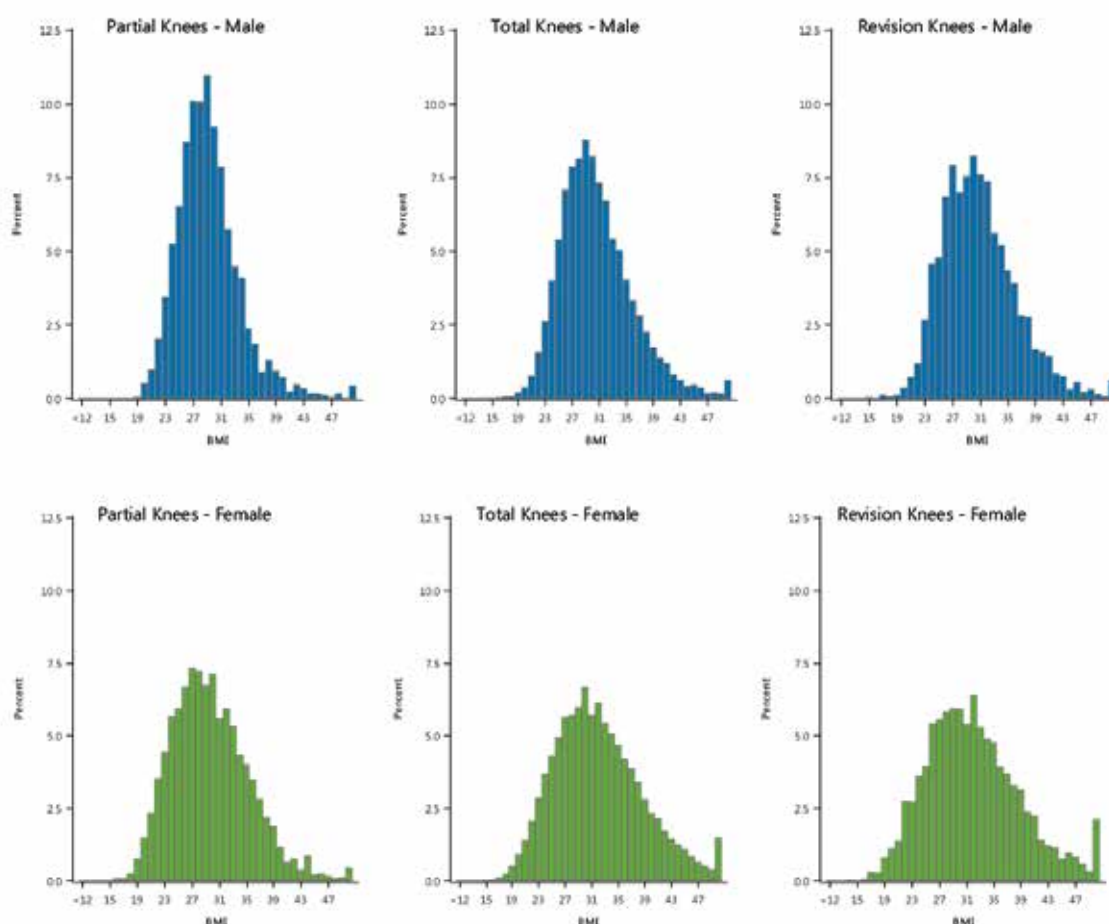 Partial Knees - Male
12.5
10.0
7.5
5.0
2.5
0.0
Percent
<12 15 19 23 27 31 35 39 43 47
BMI
Total Knees - Male
12.5
10.0
7.5
5.0
2.5
0.0
Percent
<12 15 19 23 27 31 35 39 43 47
BMI
Revision Knees - Male
12.5
10.0
7.5
5.0
2.5
0.0
Percent
<12 15 19 23 27 31 35 39 43 47
BMI
Partial Knees - Female
12.5
10.0
7.5
5.0
2.5
0.0
Percent
<12 15 19 23 27 31 35 39 43 47
BMI
Total Knees - Female
12.5
10.0
7.5
5.0
2.5
0.0
Percent
<12 15 19 23 27 31 35 39 43 47
BMI
Revision Knees - Female
12.5
10.0
7.5
5.0
2.5
0.0
Percent
<12 15 19 23 27 31 35 39 43 47
BMI